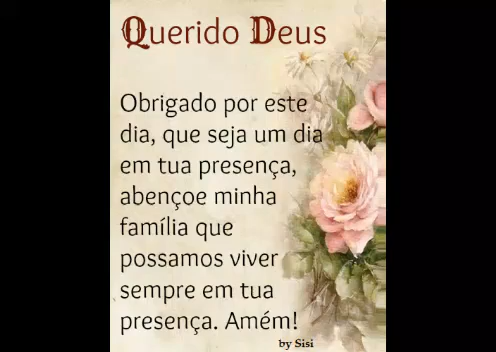 Querido Deus
Obrigado por este
dia, que seja um dia
em tua presença,
abençoe minha
família que
possamos viver
sempre em tua
presença. Amém!
by Sisi